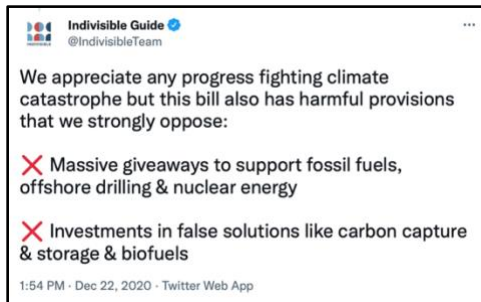 Indivisible Guide
@IndivisibleTeam
We appreciate any progress fighting climate
catastrophe but this bill also has harmful provisions
that we strongly oppose:
❌ Massive giveaways to support fossil fuels,
offshore drilling & nuclear energy
❌ Investments in false solutions like carbon capture
& storage & biofuels
1:54 PM · Dec 22, 2020 · Twitter Web App